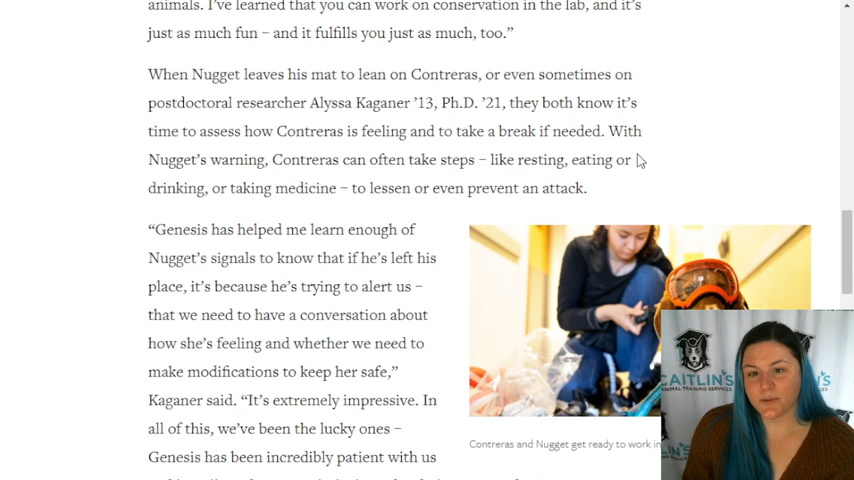 animals. I’ve learned that you can work on conservation in the lab, and it’s
just as much fun – and it fulfills you just as much, too.”
When Nugget leaves his mat to lean on Contreras, or even sometimes on
postdoctoral researcher Alyssa Kaganer ’13, Ph.D. ’21, they both know it’s
time to assess how Contreras is feeling and to take a break if needed. With
Nugget’s warning, Contreras can often take steps – like resting, eating or
drinking, or taking medicine – to lessen or even prevent an attack.
“Genesis has helped me learn enough of
Nugget’s signals to know that if he’s left his
place, it’s because he’s trying to alert us –
that we need to have a conversation about
how she’s feeling and whether we need to
make modifications to keep her safe,”
Kaganer said. “It’s extremely impressive. In
all of this, we’ve been the lucky ones –
Genesis has been incredibly patient with us
Contreras and Nugget get ready to work in
CAITLIN'S
ANIMAL TRAINING SERVICES
CAITLIN'S